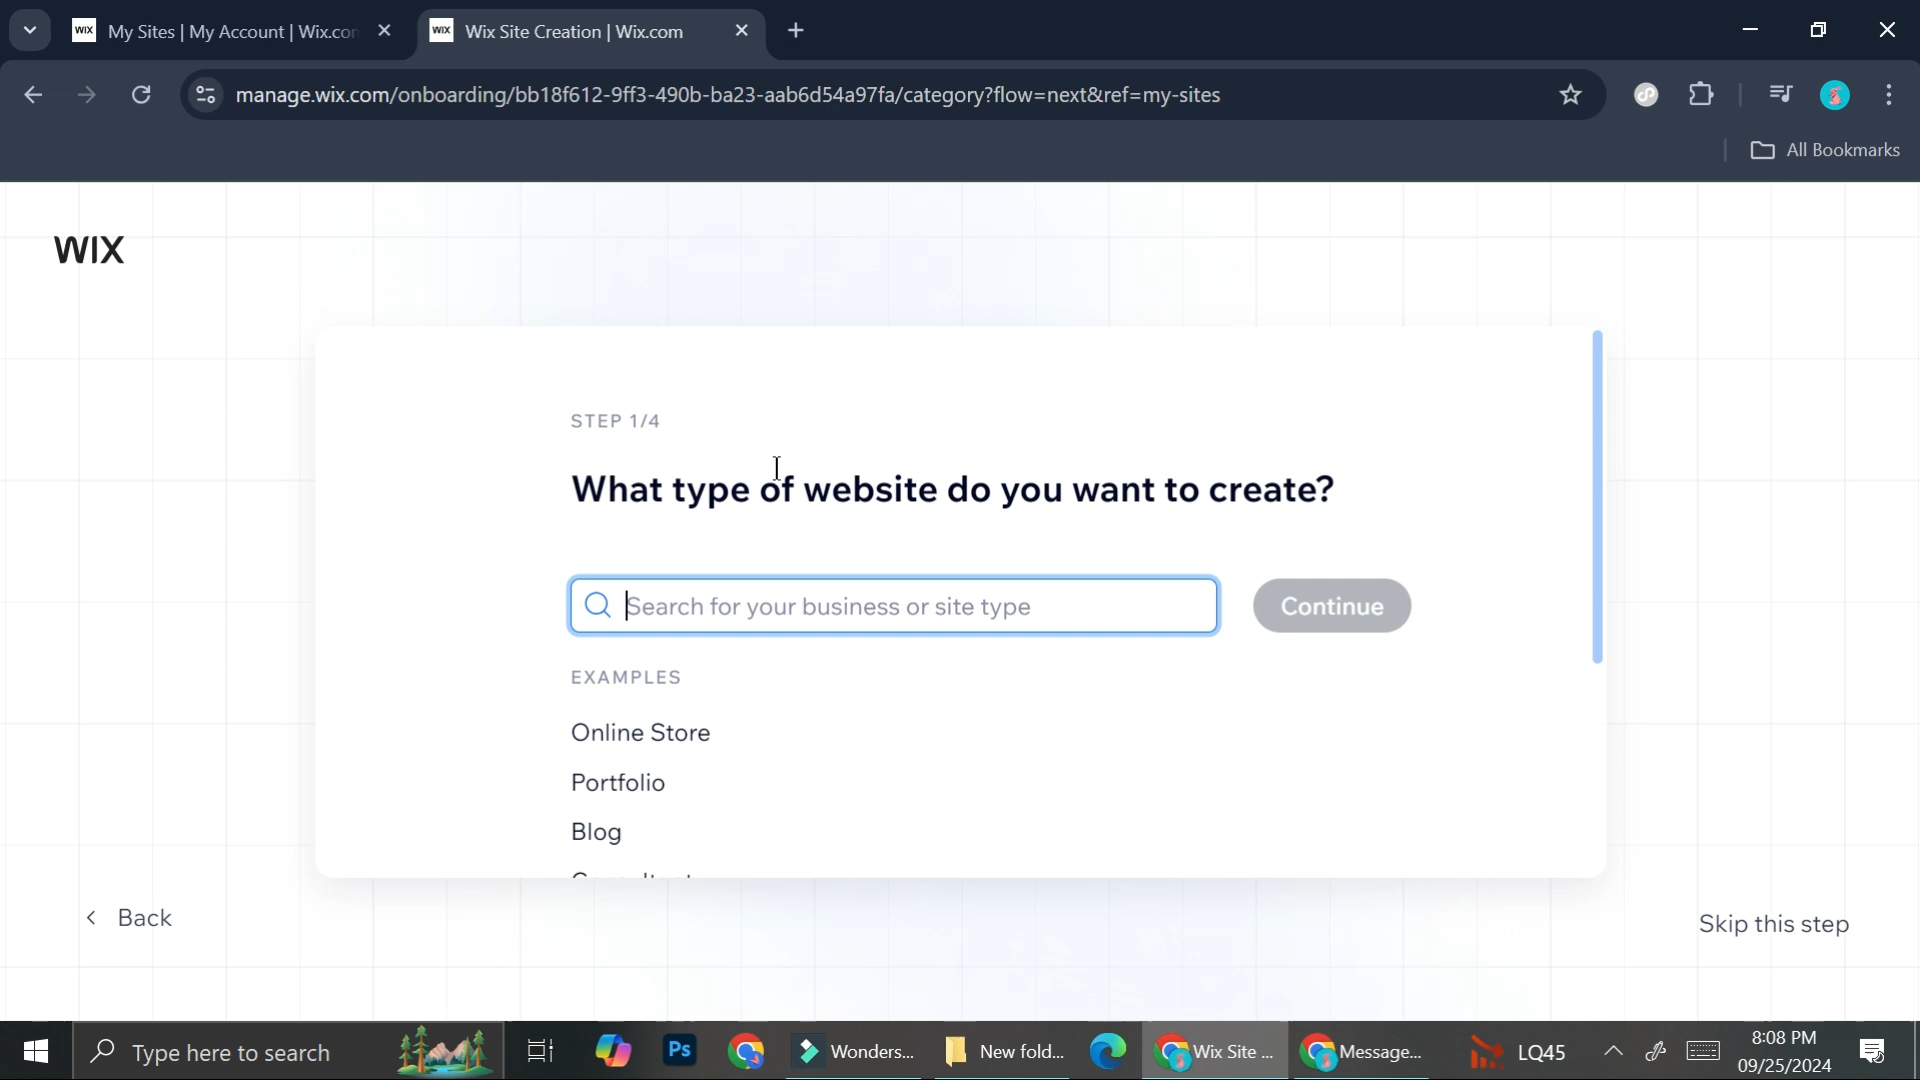 WIX My Sites | My Account | Wix.com
WIX Wix Site Creation | Wix.com
manage.wix.com/onboarding/bb18f612-9ff3-490b-ba23-aab6d54a97fa/category?flow=next&ref=my-sites
All Bookmarks
WIX
STEP 1/4
What type of website do you want to create?
Search for your business or site type
Continue
EXAMPLES
Online Store
Portfolio
Blog
< Back
Skip this step
Type here to search
Ps
Wonders...
New fold...
Wix Site ...
Message...
LQ45
8:08 PM
09/25/2024